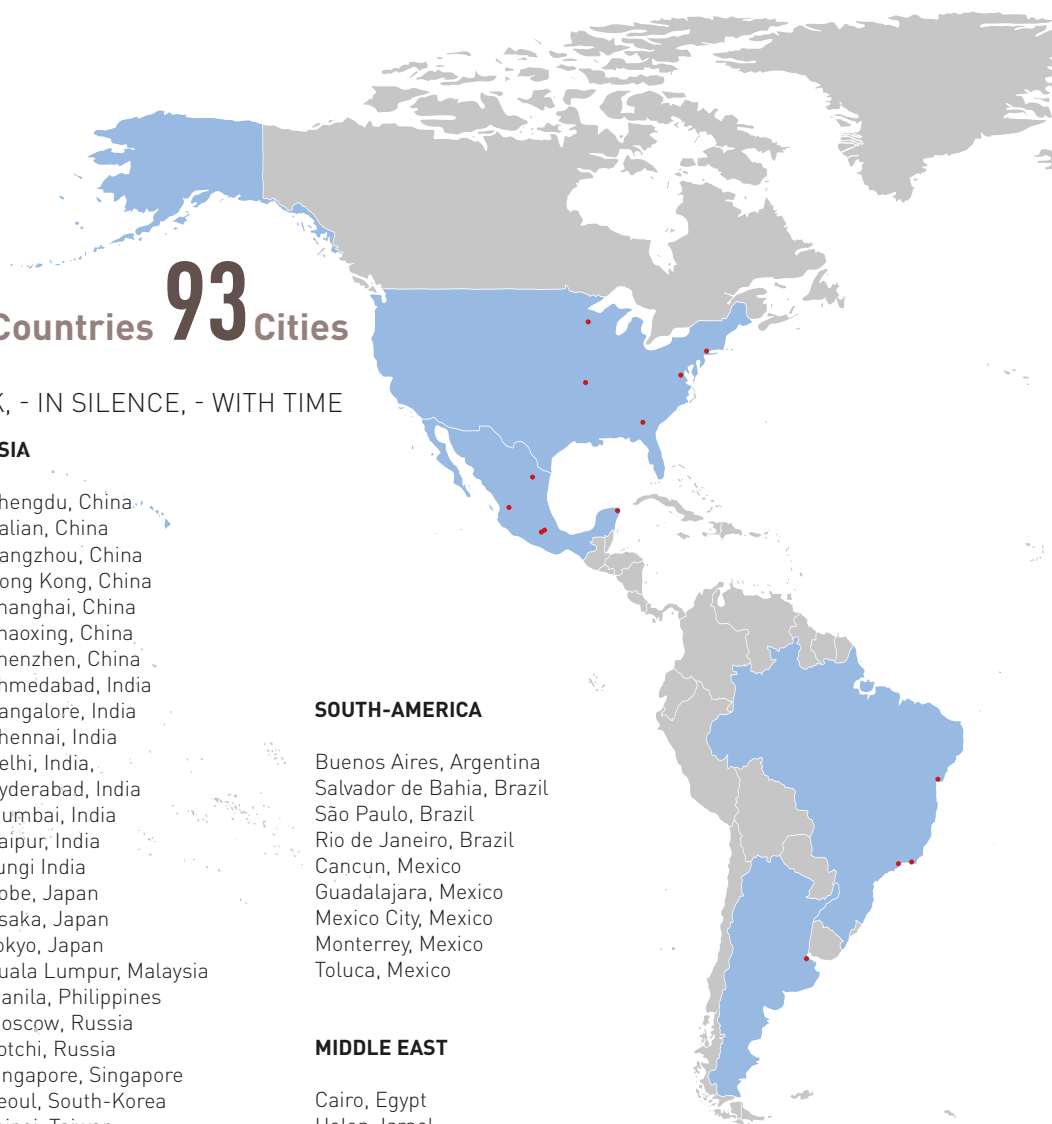 Countries 93 Cities
, - IN SILENCE, - WITH TIME
SIA
hengdu, China
alian, China
angzhou, China
ong Kong, China
hanghai, China
haoxing, China
henzhen, China
hmedabad, India
angalore, India
hennai, India
elhi, India,
yderabad, India
umbai, India
aipur, India
ungi India
obe, Japan
saka, Japan
okyo, Japan
uala Lumpur, Malaysia
anila, Philippines
oscow, Russia
otchi, Russia
ngapore, Singapore
eoul, South-Korea
SOUTH-AMERICA
Buenos Aires, Argentina
Salvador de Bahia, Brazil
São Paulo, Brazil
Rio de Janeiro, Brazil
Cancun, Mexico
Guadalajara, Mexico
Mexico City, Mexico
Monterrey, Mexico
Toluca, Mexico
MIDDLE EAST
Cairo, Egypt